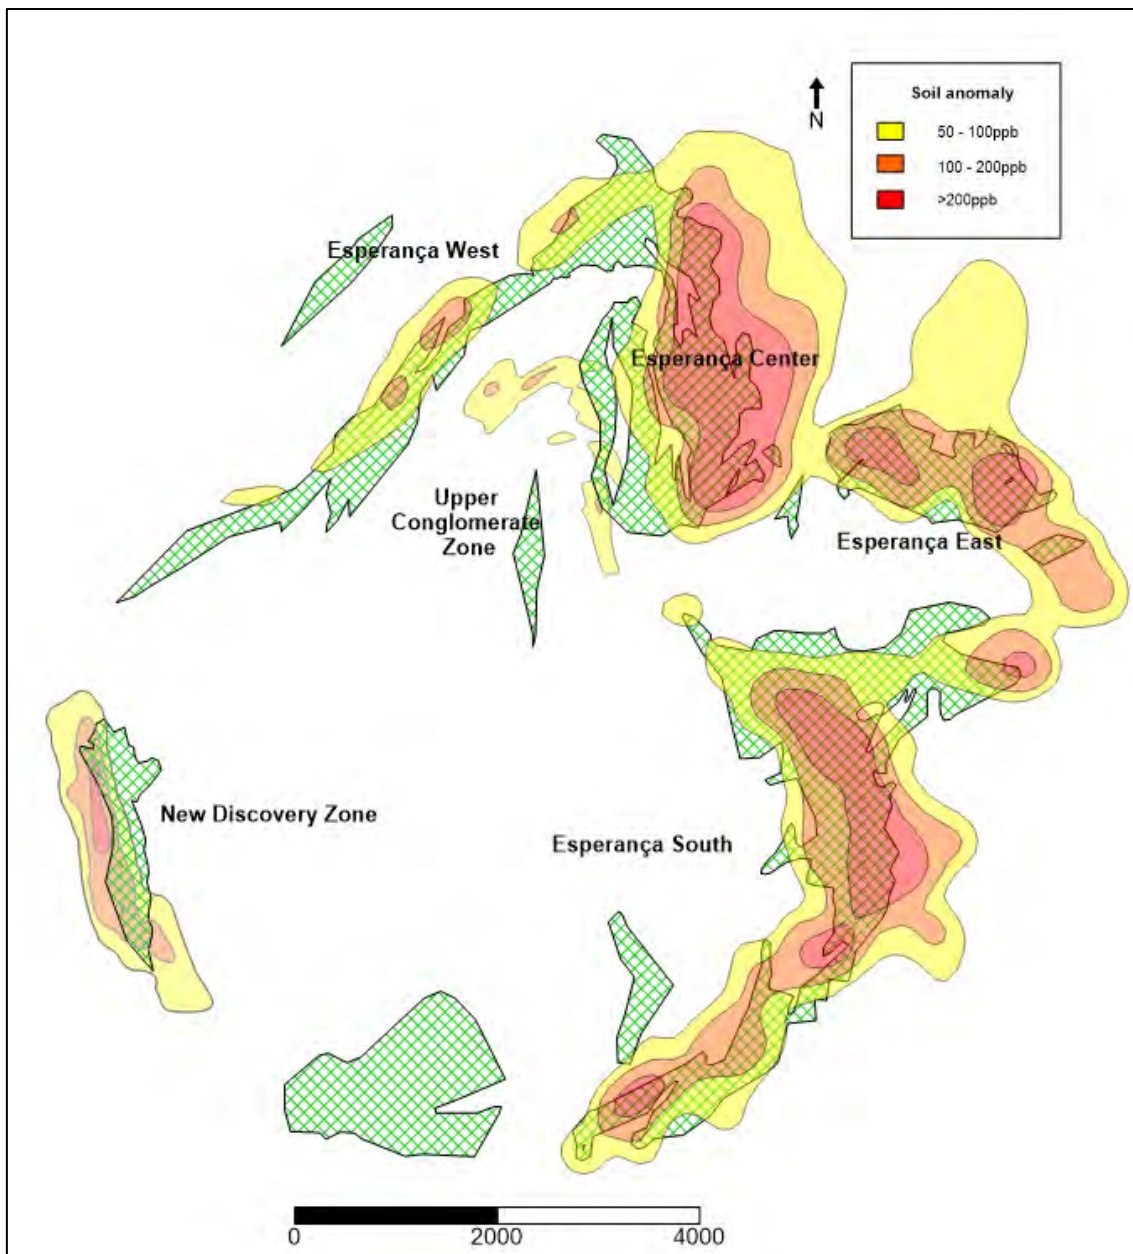 Soil anomaly
N
50 - 100ppb
100 - 200ppb
>200ppb
Esperança West
Esperança Center
Upper
Conglomerate
Zone
Esperança East
New Discovery Zone
Esperança South
0 2000 4000